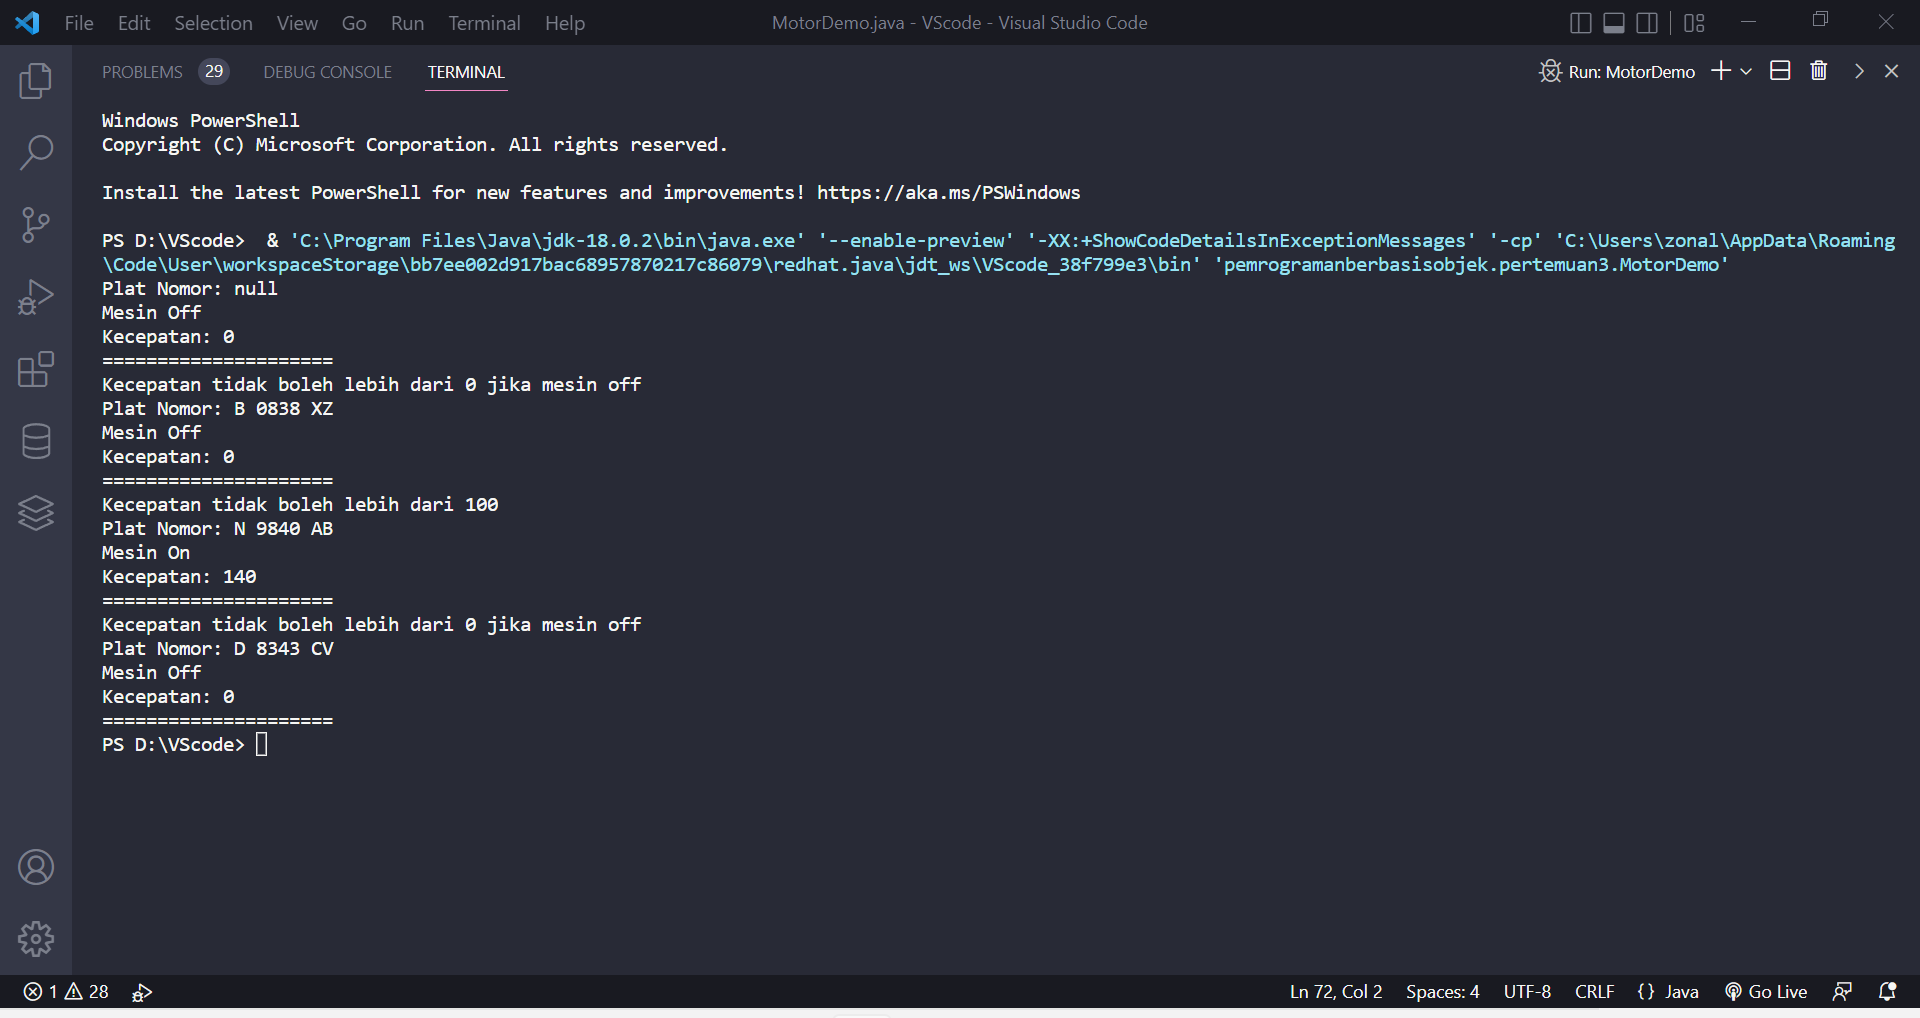 File Edit Selection View Go Run Terminal Help MotorDemo.java - VScode - Visual Studio Code
PROBLEMS 29 DEBUG CONSOLE TERMINAL Run: MotorDemo
Windows PowerShell
Copyright (C) Microsoft Corporation. All rights reserved.
Install the latest PowerShell for new features and improvements! https://aka.ms/PSWindows
PS D:\VScode>  & 'C:\Program Files\Java\jdk-18.0.2\bin\java.exe' '--enable-preview' '-XX:+ShowCodeDetailsInExceptionMessages' '-cp' 'C:\Users\zonal\AppData\Roaming
\Code\User\workspaceStorage\bb7ee002d917bac68957870217c86079\redhat.java\jdt_ws\VScode_38f799e3\bin' 'pemrogramanberbasisobjek.pertemuan3.MotorDemo'
Plat Nomor: null
Mesin Off
Kecepatan: 0
=====================
Kecepatan tidak boleh lebih dari 0 jika mesin off
Plat Nomor: B 0838 XZ
Mesin Off
Kecepatan: 0
=====================
Kecepatan tidak boleh lebih dari 100
Plat Nomor: N 9840 AB
Mesin On
Kecepatan: 140
=====================
Kecepatan tidak boleh lebih dari 0 jika mesin off
Plat Nomor: D 8343 CV
Mesin Off
Kecepatan: 0
=====================
PS D:\VScode>
1 28 Ln 72, Col 2 Spaces: 4 UTF-8 CRLF {} Java Go Live